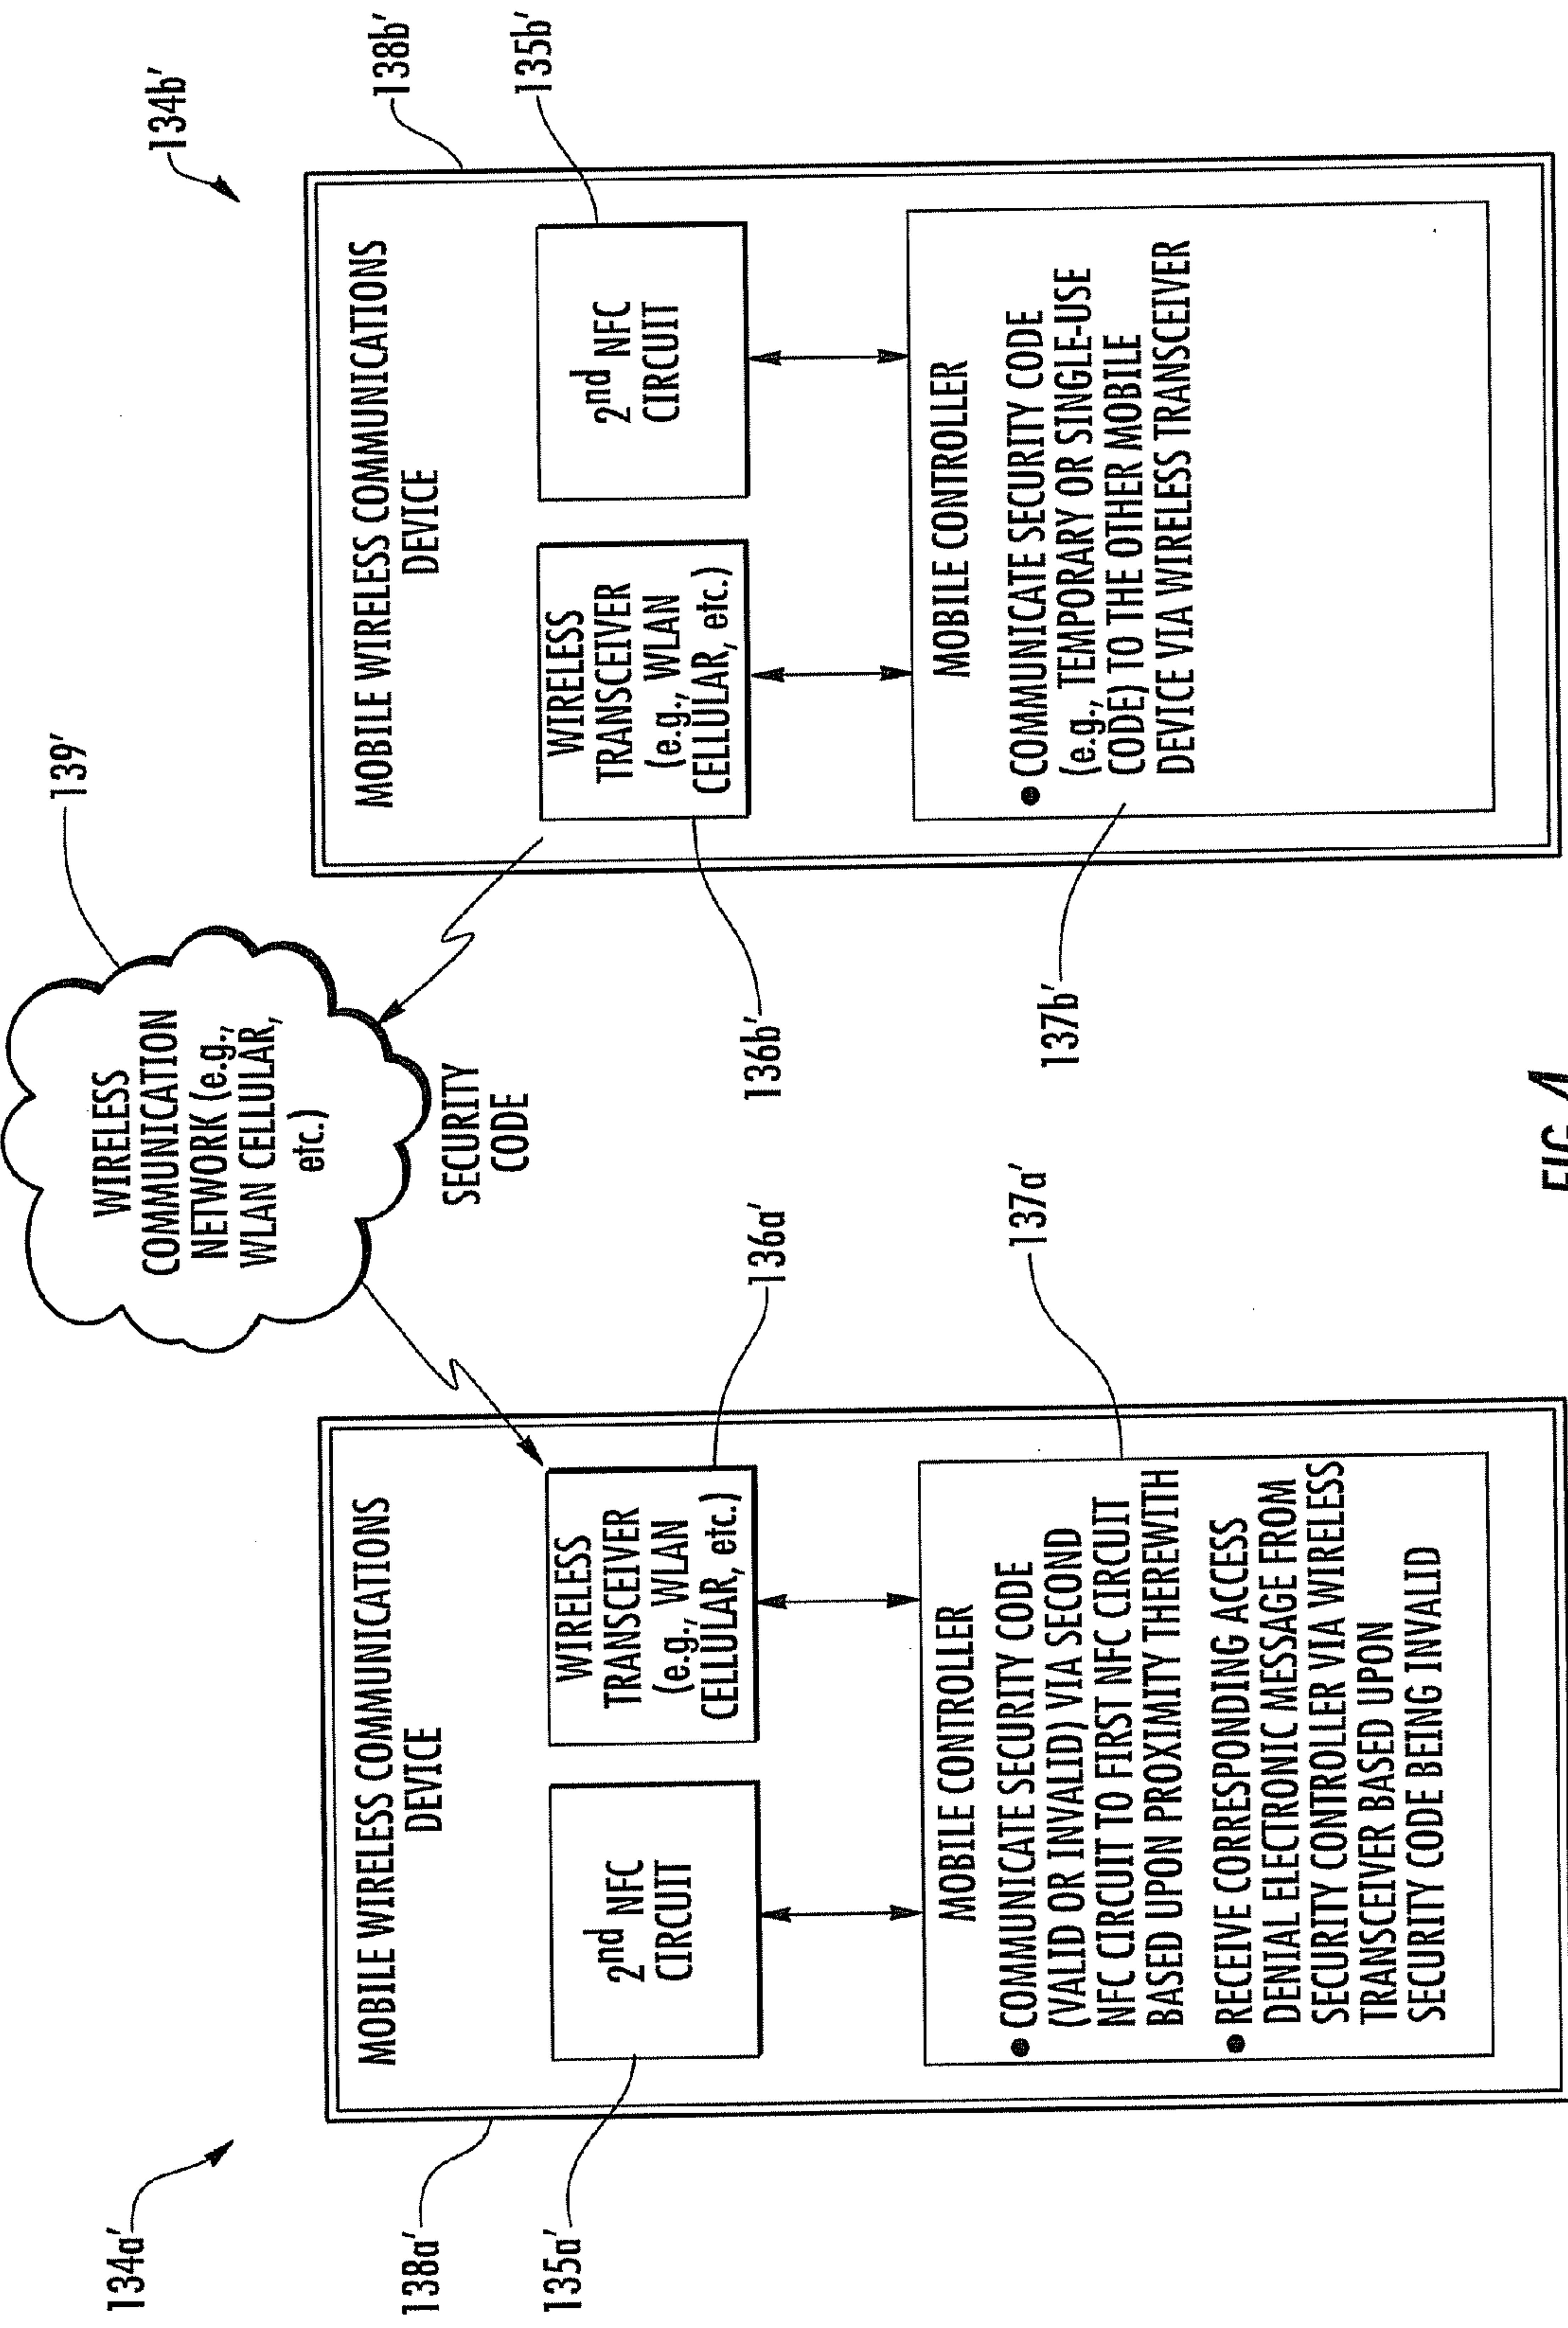 134a′
138a′
135a′
MOBILE WIRELESS COMMUNICATIONS
DEVICE
2nd NFC
CIRCUIT
WIRELESS
TRANSCEIVER
(e.g., WLAN
CELLULAR, etc.)
MOBILE CONTROLLER
● COMMUNICATE SECURITY CODE
(VALID OR INVALID) VIA SECOND
NFC CIRCUIT TO FIRST NFC CIRCUIT
BASED UPON PROXIMITY THEREWITH
● RECEIVE CORRESPONDING ACCESS
DENIAL ELECTRONIC MESSAGE FROM
SECURITY CONTROLLER VIA WIRELESS
TRANSCEIVER BASED UPON
SECURITY CODE BEING INVALID
136a′
137a′
WIRELESS
COMMUNICATION
NETWORK (e.g.,
WLAN CELLULAR,
etc.)
139′
SECURITY
CODE
136b′
137b′
134b′
138b′
135b′
MOBILE WIRELESS COMMUNICATIONS
DEVICE
WIRELESS
TRANSCEIVER
(e.g., WLAN
CELLULAR, etc.)
2nd NFC
CIRCUIT
MOBILE CONTROLLER
● COMMUNICATE SECURITY CODE
(e.g., TEMPORARY OR SINGLE-USE
CODE) TO THE OTHER MOBILE
DEVICE VIA WIRELESS TRANSCEIVER
FIG. 4